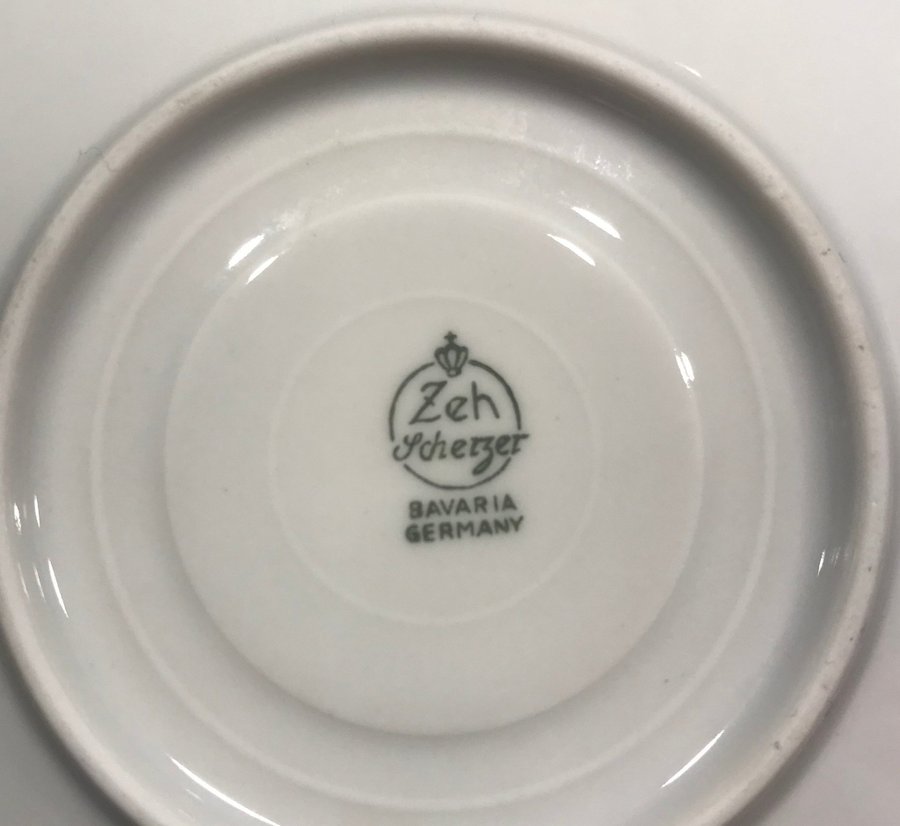 Zeh
Scherzer
BAVARIA
GERMANY